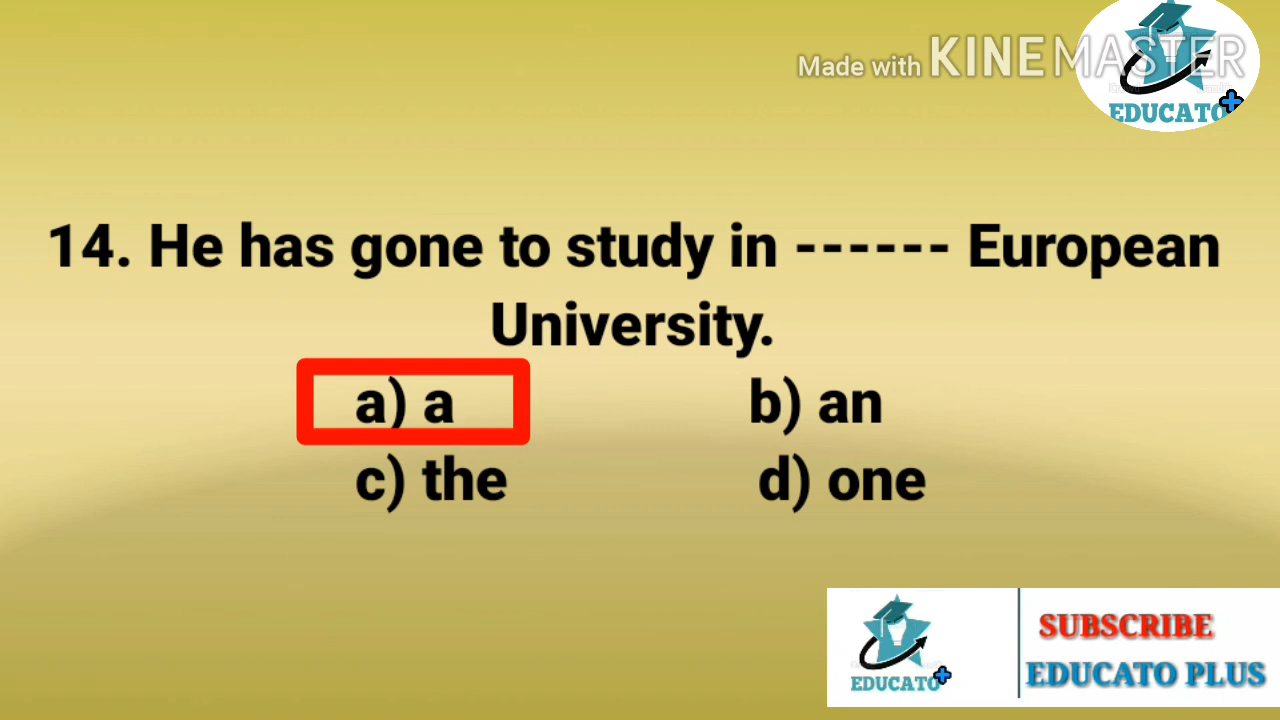 Made with KINEMASTER
EDUCATO+
14. He has gone to study in ------ European
University.
a) a b) an
c) the d) one
EDUCATO+
SUBSCRIBE
EDUCATO PLUS